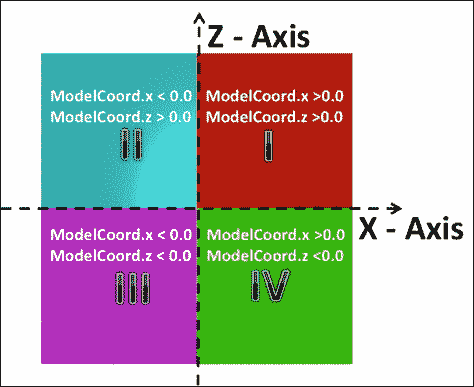 Z - Axis
ModelCoord.x < 0.0
ModelCoord.z > 0.0
II
ModelCoord.x >0.0
ModelCoord.z >0.0
I
X - Axis
ModelCoord.x < 0.0
ModelCoord.z < 0.0
III
ModelCoord.x >0.0
ModelCoord.z <0.0
IV